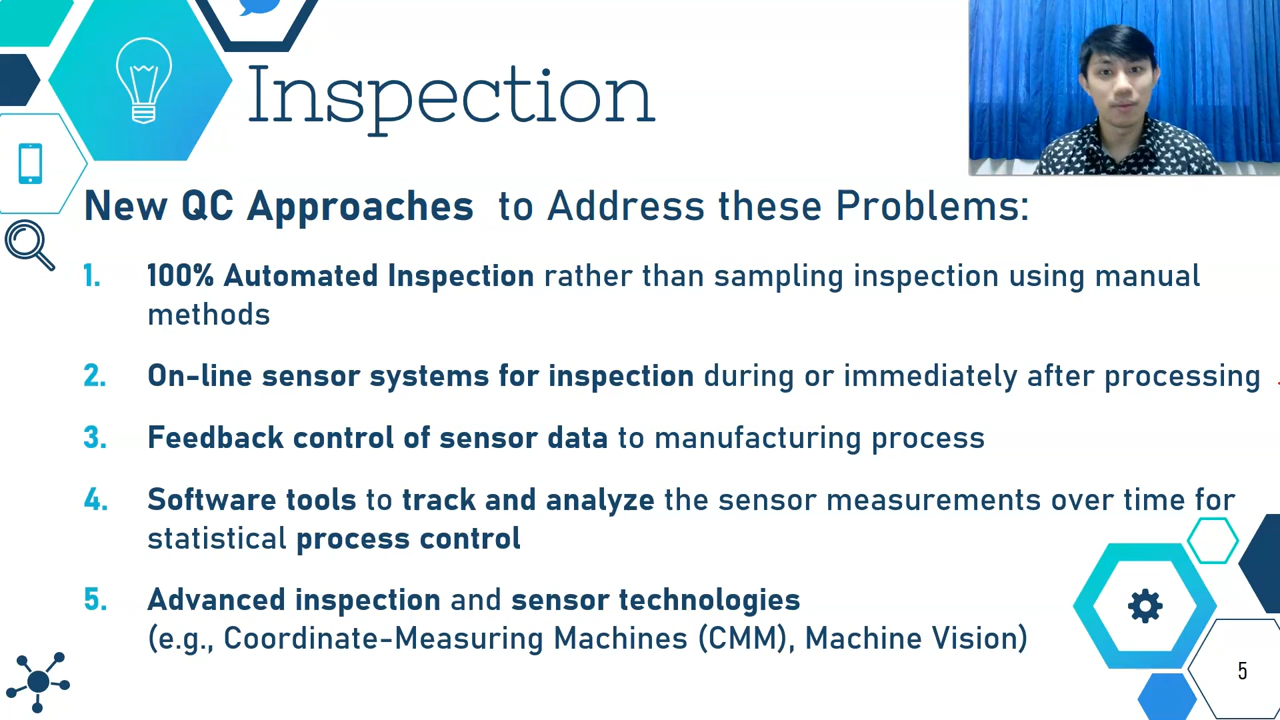 Inspection
New QC Approaches to Address these Problems:
1. 100% Automated Inspection rather than sampling inspection using manual
methods
2. On-line sensor systems for inspection during or immediately after processing
3. Feedback control of sensor data to manufacturing process
4. Software tools to track and analyze the sensor measurements over time for
statistical process control
5. Advanced inspection and sensor technologies
(e.g., Coordinate-Measuring Machines (CMM), Machine Vision)
5